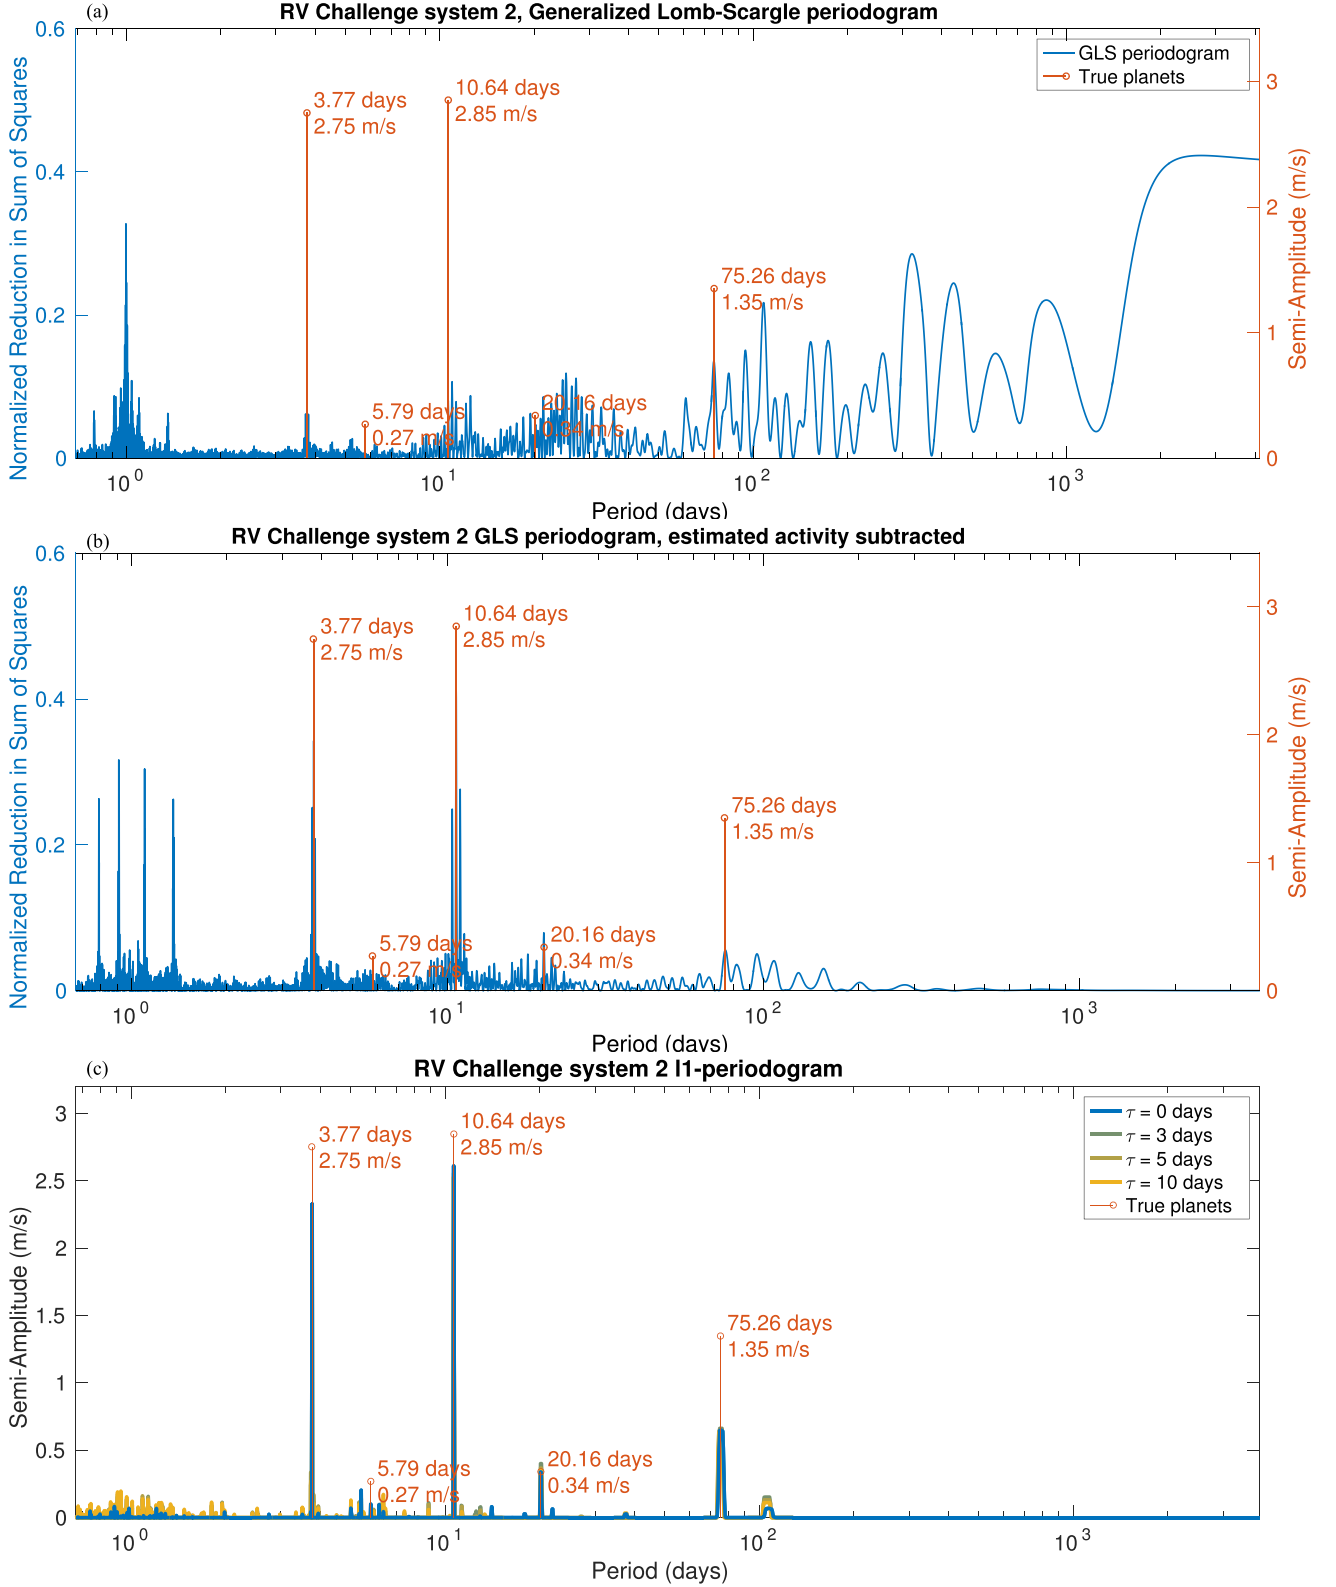 (a)
RV Challenge system 2, Generalized Lomb-Scargle periodogram
Normalized Reduction in Sum of Squares
0.6
0.4
0.2
0
3.77 days
2.75 m/s
10.64 days
2.85 m/s
5.79 days
0.27 m/s
20.16 days
0.34 m/s
75.26 days
1.35 m/s
GLS periodogram
True planets
3
2
1
0
Semi-Amplitude (m/s)
10^0
10^1
10^2
10^3
Period (days)
(b)
RV Challenge system 2 GLS periodogram, estimated activity subtracted
Normalized Reduction in Sum of Squares
0.6
0.4
0.2
0
3.77 days
2.75 m/s
10.64 days
2.85 m/s
5.79 days
0.27 m/s
20.16 days
0.34 m/s
75.26 days
1.35 m/s
3
2
1
0
Semi-Amplitude (m/s)
10^0
10^1
10^2
10^3
Period (days)
(c)
RV Challenge system 2 l1-periodogram
Semi-Amplitude (m/s)
3
2.5
2
1.5
1
0.5
0
3.77 days
2.75 m/s
10.64 days
2.85 m/s
5.79 days
0.27 m/s
20.16 days
0.34 m/s
75.26 days
1.35 m/s
τ = 0 days
τ = 3 days
τ = 5 days
τ = 10 days
True planets
10^0
10^1
10^2
10^3
Period (days)